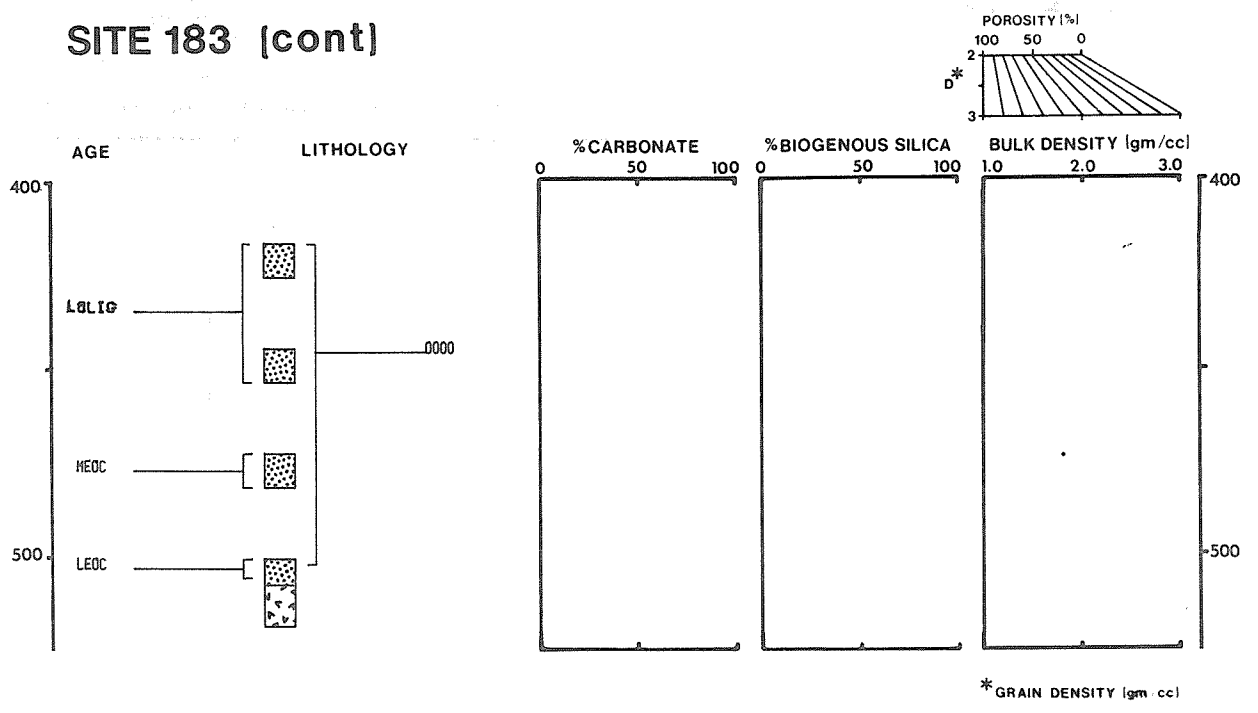 SITE 183 (cont)
POROSITY (%)
100 50 0
2
D*
3
AGE
LITHOLOGY
%CARBONATE
%BIOGENOUS SILICA
BULK DENSITY (gm/cc)
0 50 100
0 50 100
1.0 2.0 3.0
400
400
0000
MEOC
500
500
LEOC
*GRAIN DENSITY (gm cc)